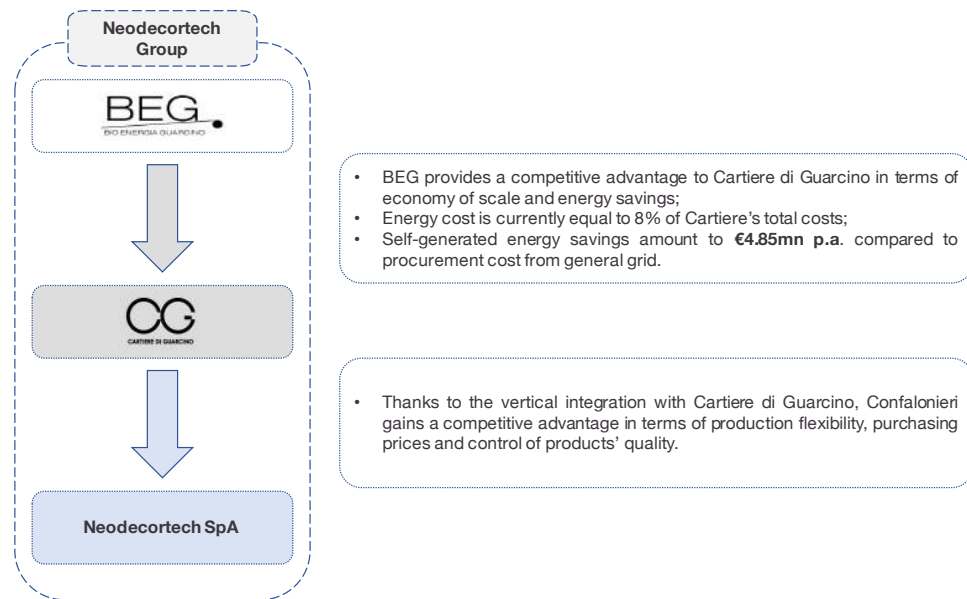 Neodecortech
Group
BEG
BIO ENERGIA GUARCINO
• BEG provides a competitive advantage to Cartiere di Guarcino in terms of
economy of scale and energy savings;
• Energy cost is currently equal to 8% of Cartiere's total costs;
• Self-generated energy savings amount to €4.85mn p.a. compared to
procurement cost from general grid.
CG
CARTIERE DI GUARCINO
• Thanks to the vertical integration with Cartiere di Guarcino, Confalonieri
gains a competitive advantage in terms of production flexibility, purchasing
prices and control of products' quality.
Neodecortech SpA